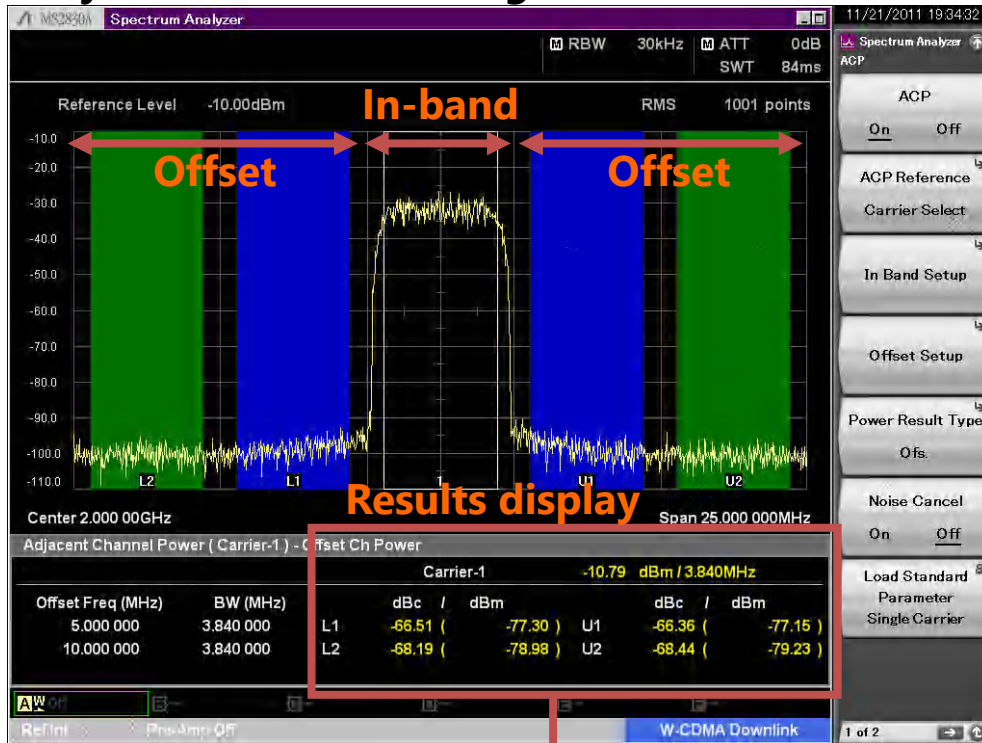 MS2830A Spectrum Analyzer
11/21/2011 19:34:32
M RBW 30kHz M ATT 0dB
SWT 84ms
Reference Level -10.00dBm RMS 1001 points
In-band
Offset Offset
-10.0
-20.0
-30.0
-40.0
-50.0
-60.0
-70.0
-80.0
-90.0
-100.0
-110.0
L2 L1 1 U1 U2
Results display
Center 2.000 00GHz Span 25.000 000MHz
Adjacent Channel Power ( Carrier-1 ) - Offset Ch Power
Carrier-1 -10.79 dBm / 3.840MHz
Offset Freq (MHz) BW (MHz) dBc / dBm dBc / dBm
5.000 000 3.840 000 L1 -66.51 ( -77.30 ) U1 -66.36 ( -77.15 )
10.000 000 3.840 000 L2 -68.19 ( -78.98 ) U2 -68.44 ( -79.23 )
Ref.Int Pre-Amp Off W-CDMA Downlink
Spectrum Analyzer
ACP
ACP
On Off
ACP Reference
Carrier Select
In Band Setup
Offset Setup
Power Result Type
Ofs.
Noise Cancel
On Off
Load Standard
Parameter
Single Carrier
1 of 2